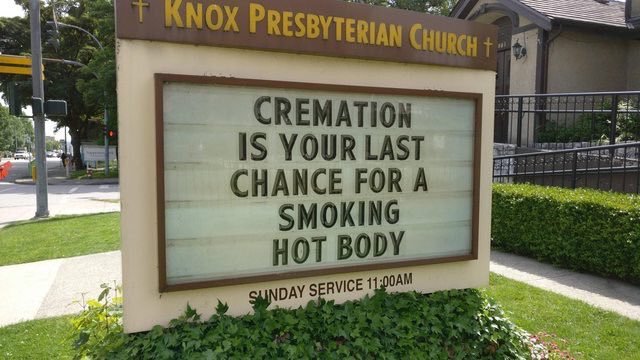 KNOX PRESBYTERIAN CHURCH
CREMATION
IS YOUR LAST
CHANCE FOR A
SMOKING
HOT BODY
SUNDAY SERVICE 11:00AM